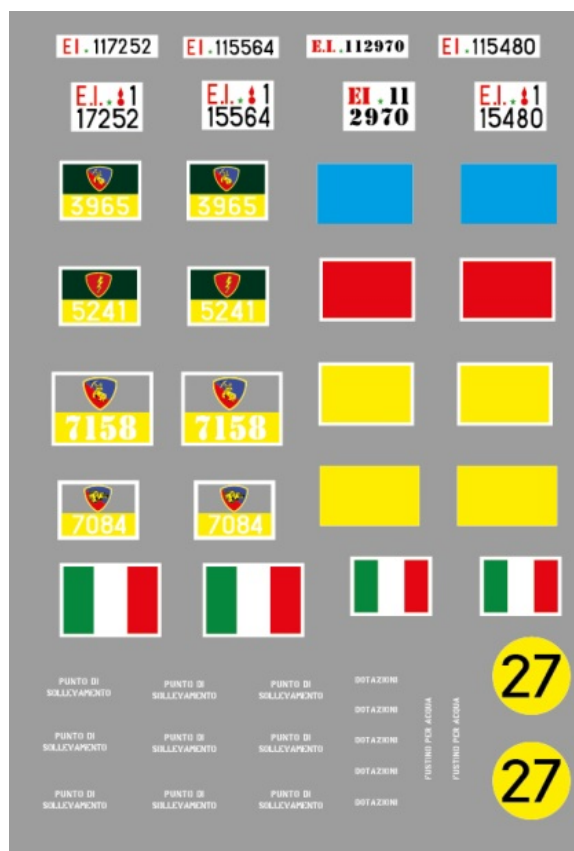 EI.117252
EI.115564
E.I..112970
EI.115480
E.I. 1
17252
E.I. 1
15564
EI.11
2970
E.I. 1
15480
3965
3965
5241
5241
7158
7158
7084
7084
PUNTO DI
SOLLEVAMENTO
PUNTO DI
SOLLEVAMENTO
PUNTO DI
SOLLEVAMENTO
DOTAZIONI
DOTAZIONI
PUNTO DI
SOLLEVAMENTO
PUNTO DI
SOLLEVAMENTO
PUNTO DI
SOLLEVAMENTO
DOTAZIONI
DOTAZIONI
PUNTO DI
SOLLEVAMENTO
PUNTO DI
SOLLEVAMENTO
PUNTO DI
SOLLEVAMENTO
DOTAZIONI
FUSTINO PER ACQUA
FUSTINO PER ACQUA
27
27